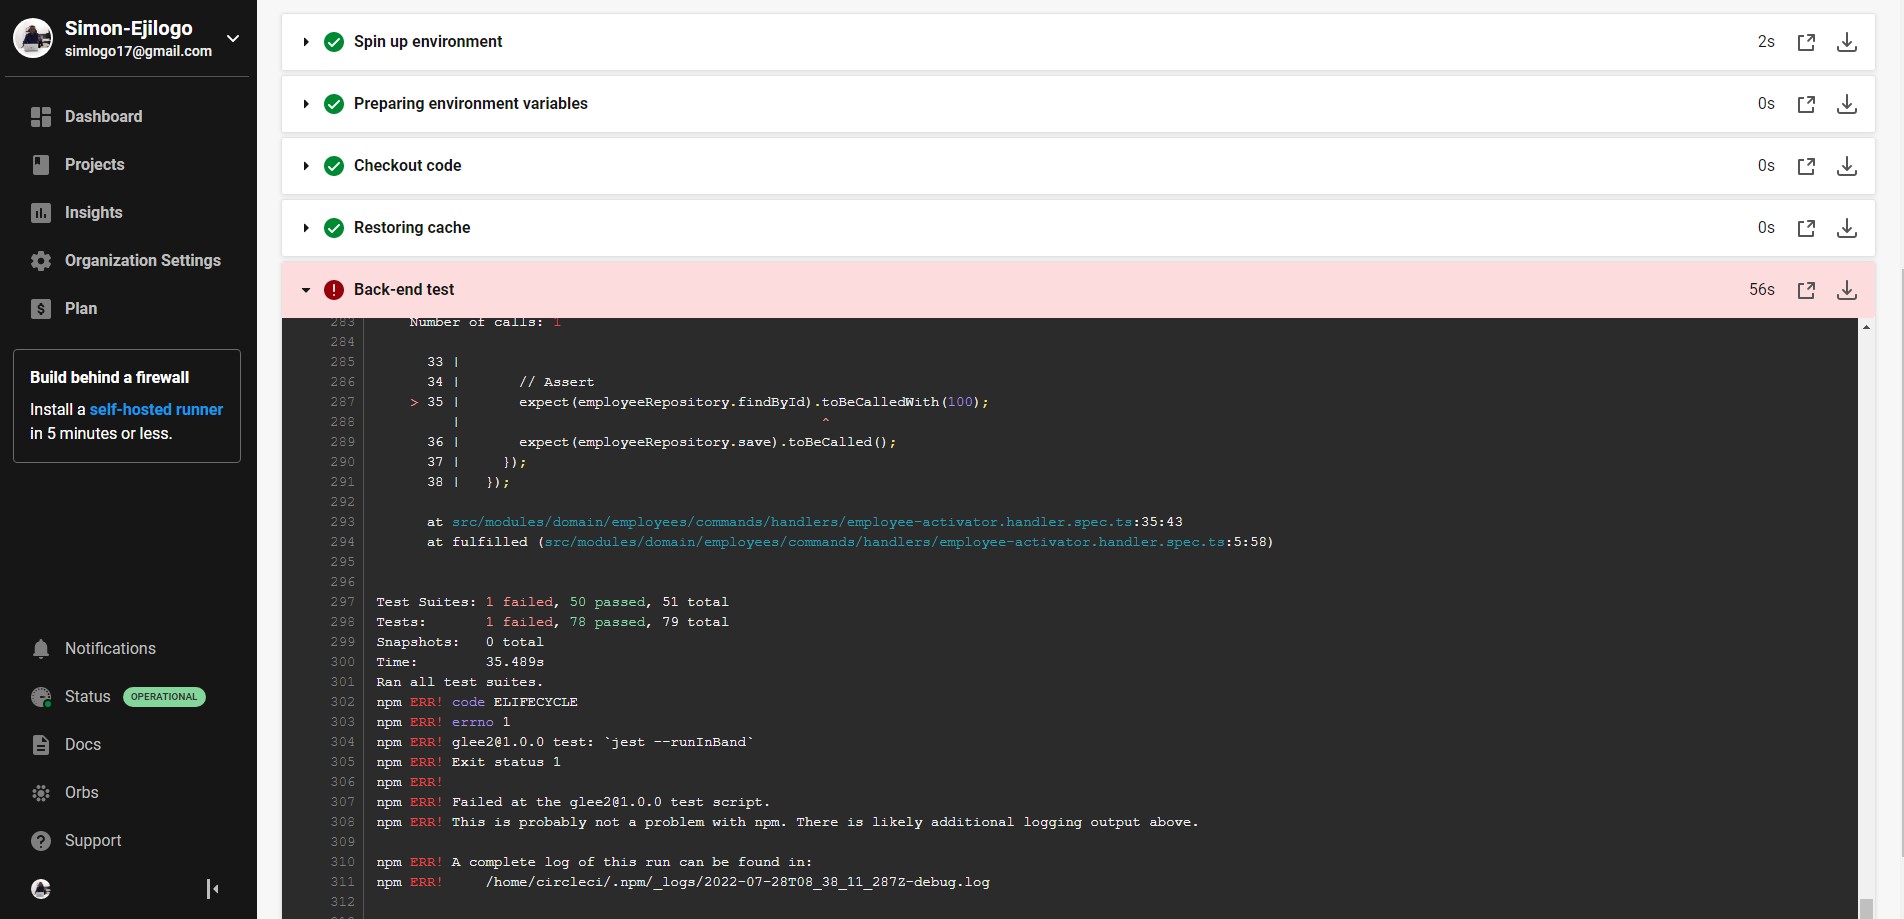 Simon-Ejilogo
simlogo17@gmail.com
Dashboard
Projects
Insights
Organization Settings
$ Plan
Build behind a firewall
Install a self-hosted runner
in 5 minutes or less.
Notifications
Status OPERATIONAL
Docs
Orbs
? Support
Spin up environment 2s
Preparing environment variables 0s
Checkout code 0s
Restoring cache 0s
! Back-end test 56s
283 Number of calls: 1
284
285 33 |
286 34 | // Assert
287 > 35 | expect(employeeRepository.findById).toBeCalledWith(100);
288 | ^
289 36 | expect(employeeRepository.save).toBeCalled();
290 37 | });
291 38 | });
292
293 at src/modules/domain/employees/commands/handlers/employee-activator.handler.spec.ts:35:43
294 at fulfilled (src/modules/domain/employees/commands/handlers/employee-activator.handler.spec.ts:5:58)
295
296
297 Test Suites: 1 failed, 50 passed, 51 total
298 Tests: 1 failed, 78 passed, 79 total
299 Snapshots: 0 total
300 Time: 35.489s
301 Ran all test suites.
302 npm ERR! code ELIFECYCLE
303 npm ERR! errno 1
304 npm ERR! glee2@1.0.0 test: `jest --runInBand`
305 npm ERR! Exit status 1
306 npm ERR!
307 npm ERR! Failed at the glee2@1.0.0 test script.
308 npm ERR! This is probably not a problem with npm. There is likely additional logging output above.
309
310 npm ERR! A complete log of this run can be found in:
311 npm ERR! /home/circleci/.npm/_logs/2022-07-28T08_38_11_287Z-debug.log
312